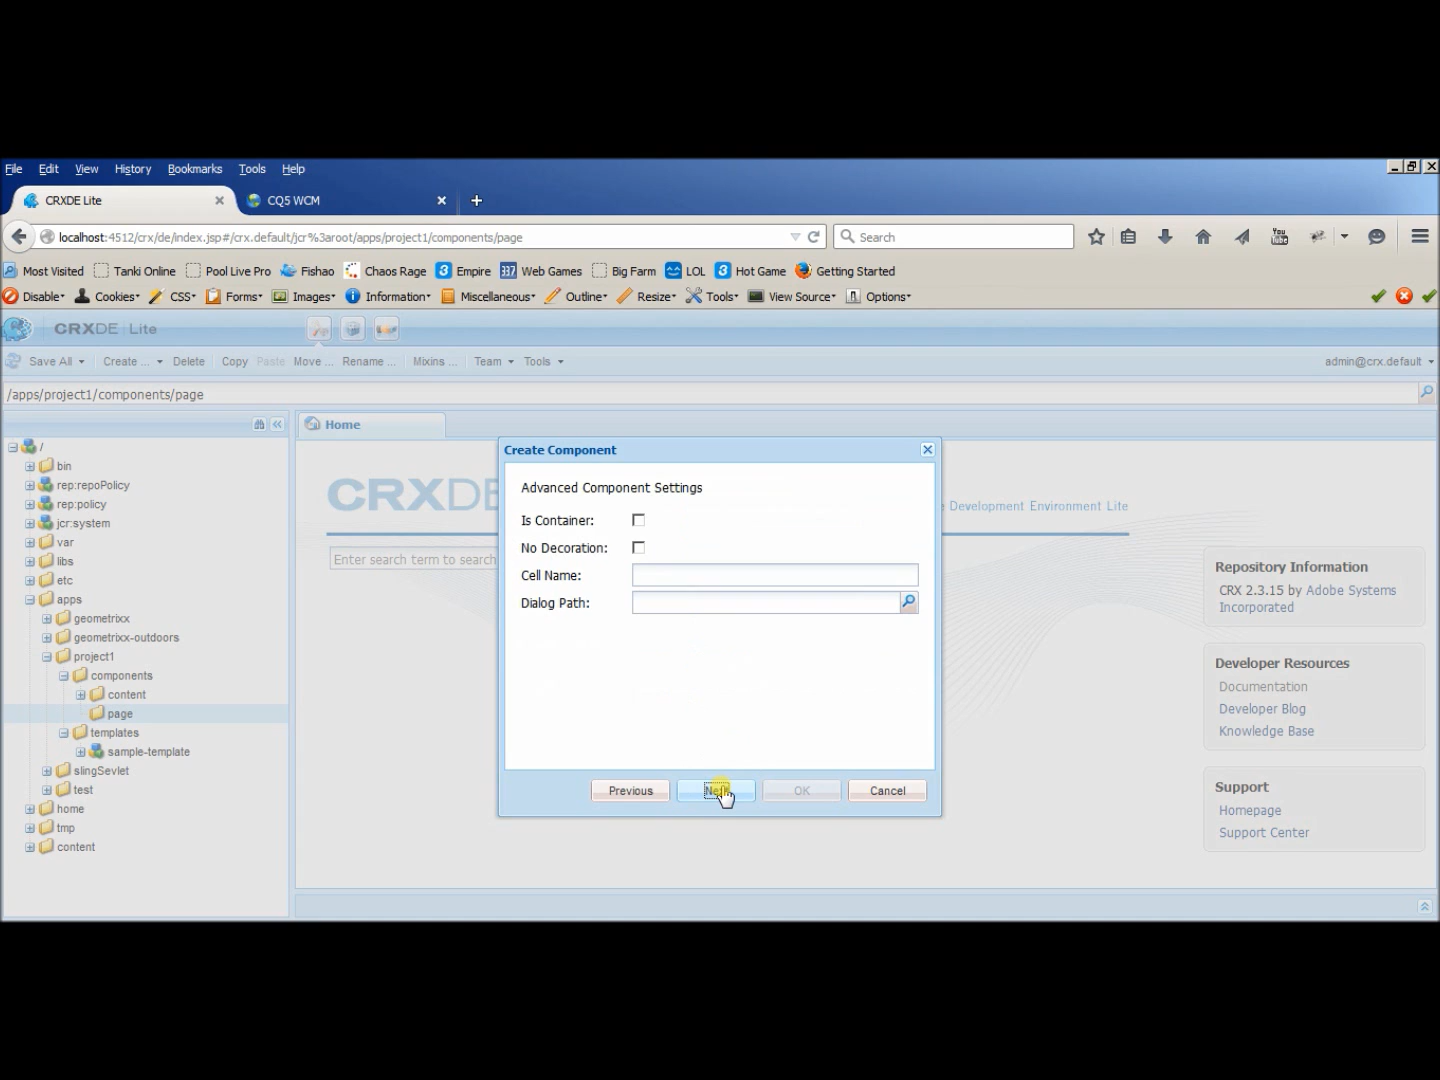 File Edit View History Bookmarks Tools Help
CRXDE Lite CQ5 WCM
localhost:4512/crx/de/index.jsp#/crx.default/jcr%3aroot/apps/project1/components/page Search
Most Visited Tanki Online Pool Live Pro Fishao Chaos Rage Empire Web Games Big Farm LOL Hot Game Getting Started
Disable Cookies CSS Forms Images Information Miscellaneous Outline Resize Tools View Source Options
CRXDE | Lite
Save All Create ... Delete Copy Paste Move ... Rename ... Mixins ... Team Tools admin@crx.default
/apps/project1/components/page
Home
/
bin
rep:repoPolicy
rep:policy
jcr:system
var
libs
etc
apps
geometrixx
geometrixx-outdoors
project1
components
content
page
templates
sample-template
slingSevlet
test
home
tmp
content
CRXDE
Development Environment Lite
Enter search term to search
Create Component
Advanced Component Settings
Is Container:
No Decoration:
Cell Name:
Dialog Path:
Previous Next OK Cancel
Repository Information
CRX 2.3.15 by Adobe Systems
Incorporated
Developer Resources
Documentation
Developer Blog
Knowledge Base
Support
Homepage
Support Center